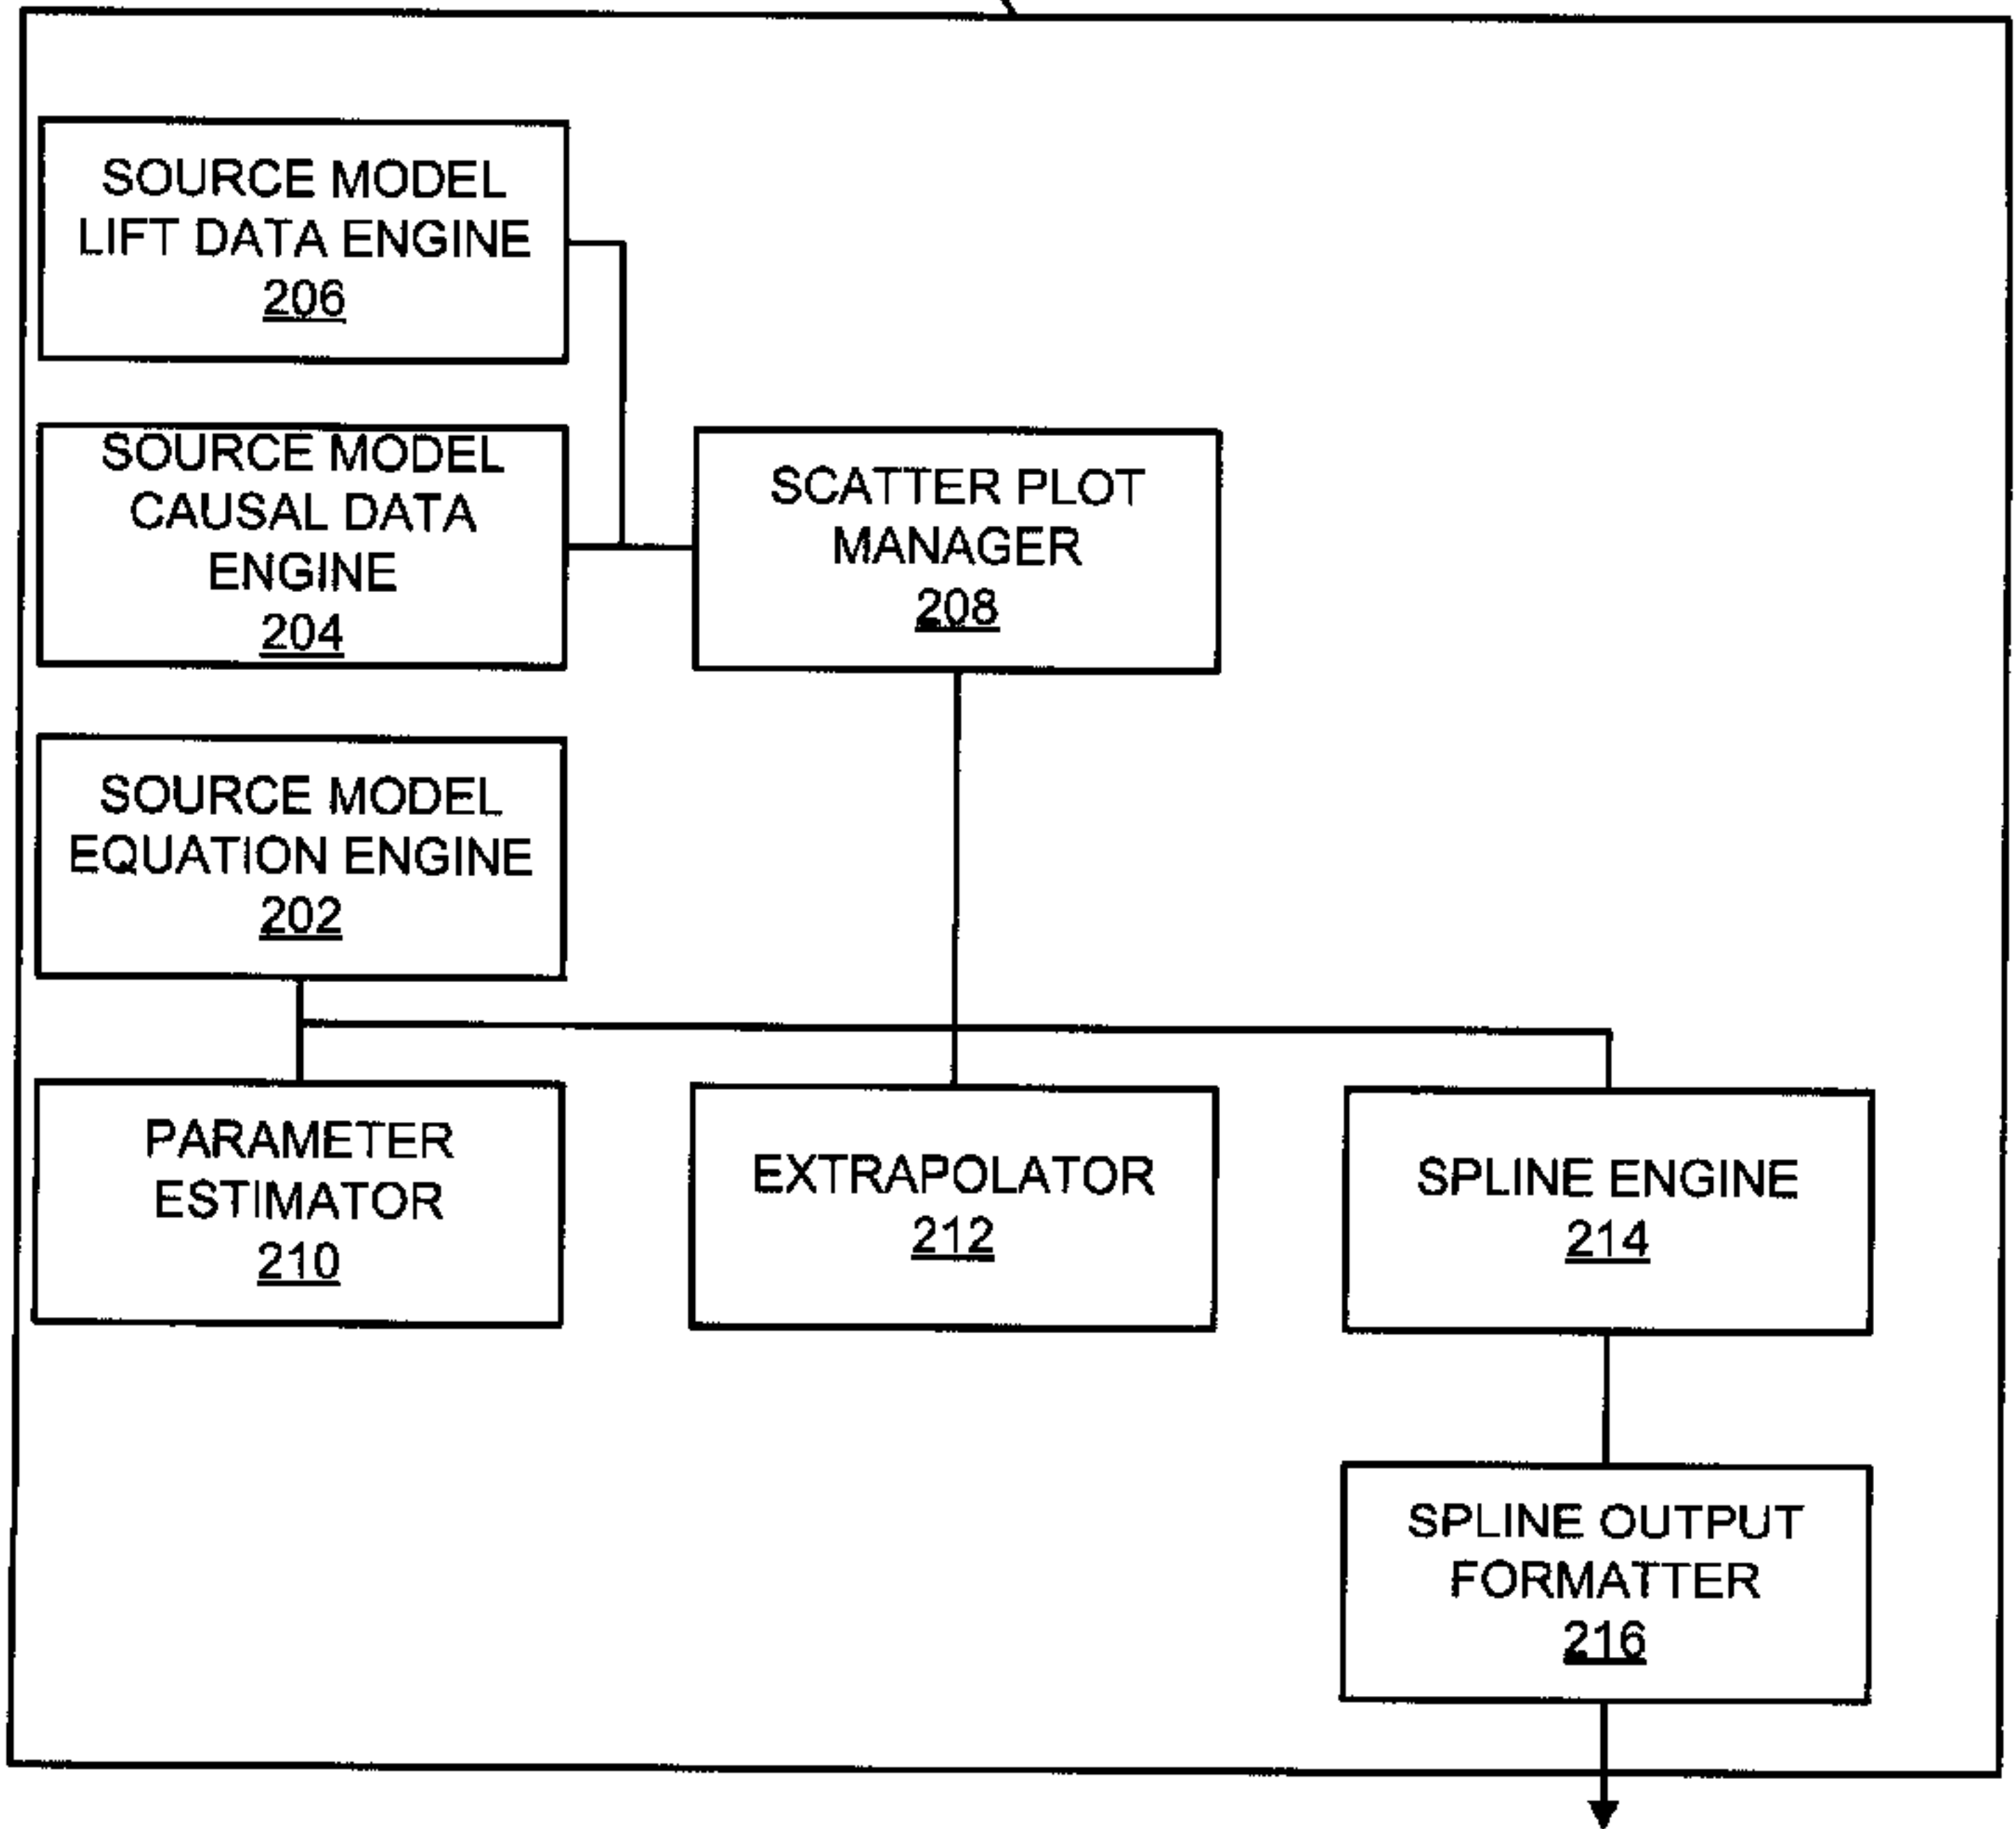 SOURCE MODEL
LIFT DATA ENGINE
206
SOURCE MODEL
CAUSAL DATA
ENGINE
204
SCATTER PLOT
MANAGER
208
SOURCE MODEL
EQUATION ENGINE
202
PARAMETER
ESTIMATOR
210
EXTRAPOLATOR
212
SPLINE ENGINE
214
SPLINE OUTPUT
FORMATTER
216